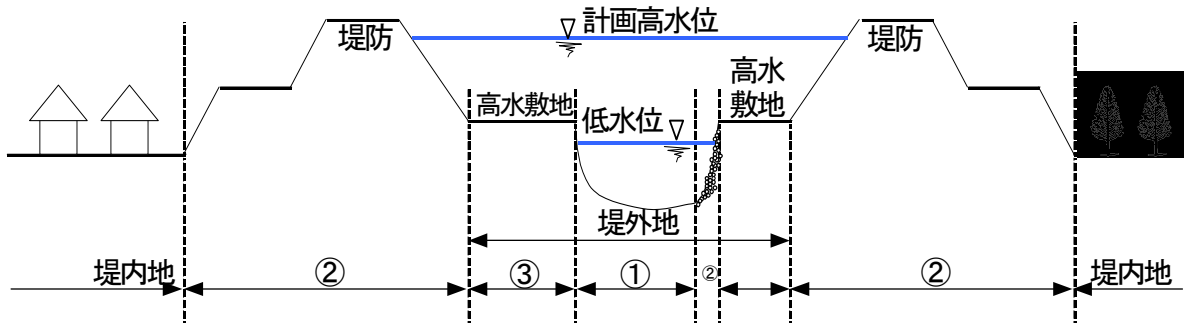 計画高水位
堤防
堤防
高水
敷地
高水敷地
低水位
堤外地
堤内地
②
③
①
②
②
堤内地